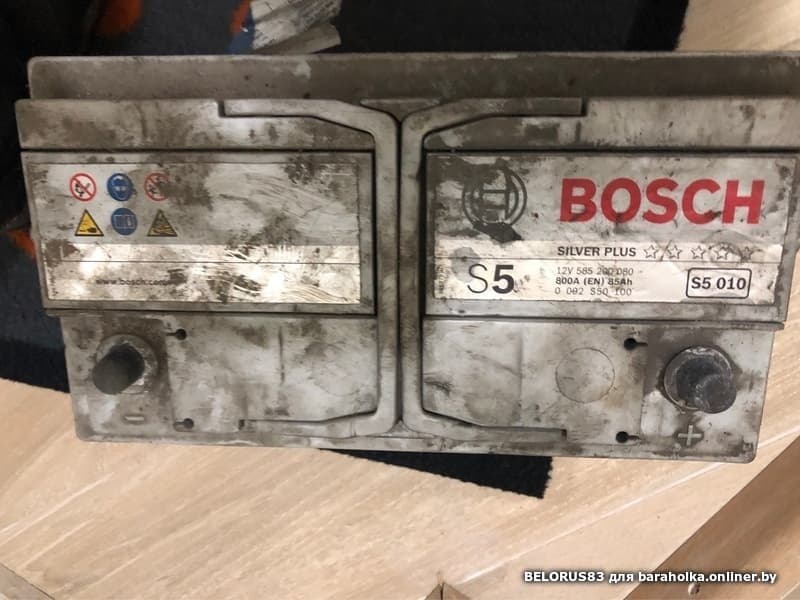 BOSCH
SILVER PLUS
S5
12V 585 200 080
800A (EN) 85Ah
0 092 S50 100
S5 010
www.bosch.com
BELORUS83 для baraholka.onliner.by